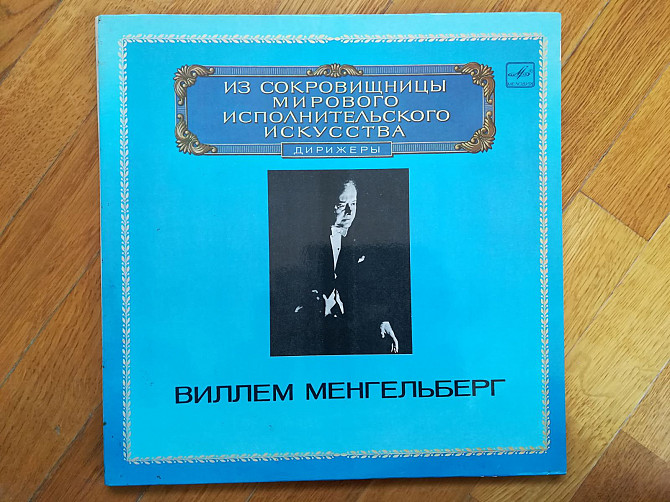 ИЗ СОКРОВИЩНИЦЫ
МИРОВОГО
ИСПОЛНИТЕЛЬСКОГО
ИСКУССТВА
ДИРИЖЕРЫ
ВИЛЛЕМ МЕНГЕЛЬБЕРГ